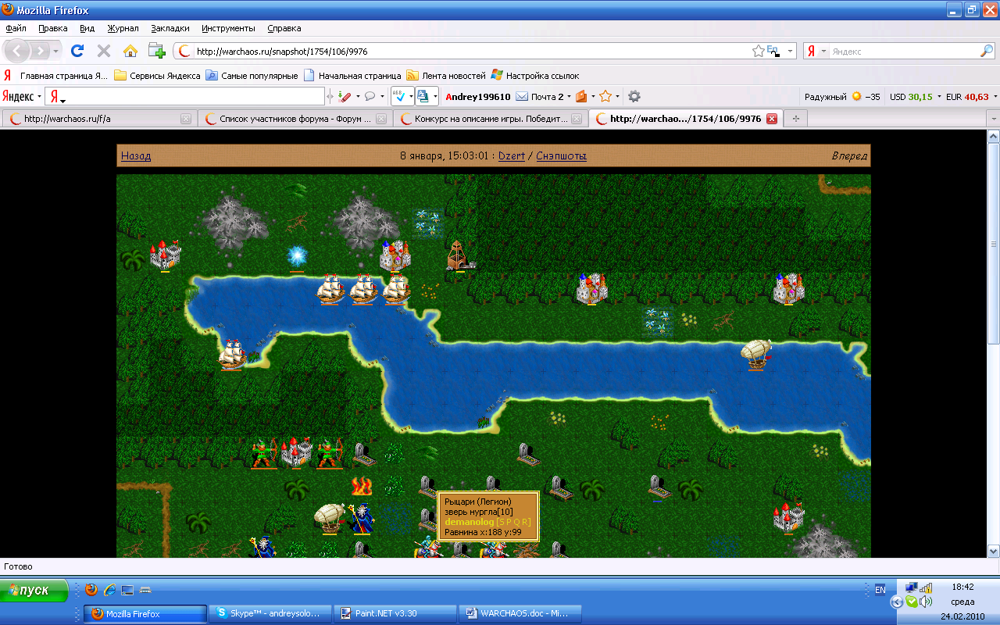 Mozilla Firefox
Файл Правка Вид Журнал Закладки Инструменты Справка
http://warchaos.ru/snapshot/1754/106/9976 En Я Яндекс
Я Главная страница Я... Сервисы Яндекса Самые популярные Начальная страница Лента новостей Настройка ссылок
Яндекс Я ABV Andrey199610 Почта 2 Радужный -35 USD 30,15 EUR 40,63
http://warchaos.ru/f/a Список участников форума - Форум ... Конкурс на описание игры. Победит... http://warchao.../1754/106/9976
Назад 8 января, 15:03:01 : Dzert / Снэпшоты Вперед
Рыцари (Легион)
зверь нургла[10]
demanolog [S P Q R]
Равнина x:188 y:99
Готово
пуск EN 18:42
среда
Mozilla Firefox Skype™ - andreysolo... Paint.NET v3.30 WARCHAOS.doc - Mi... 24.02.2010